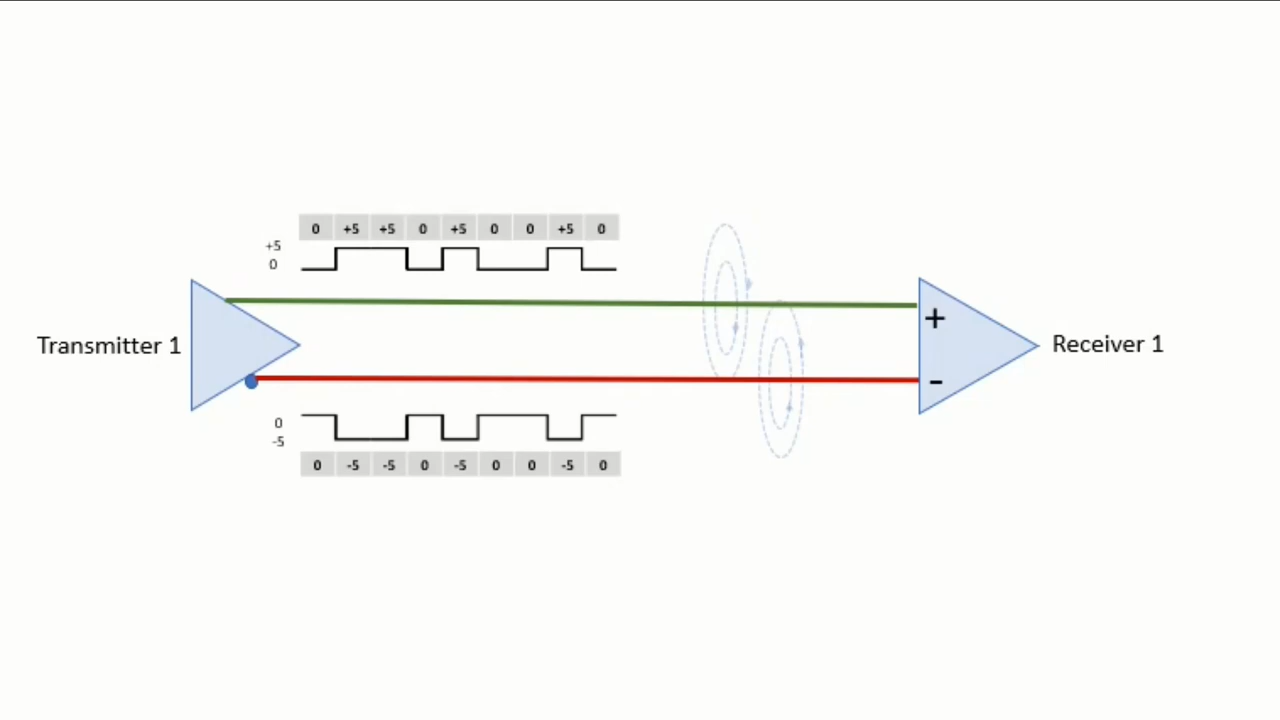 0 +5 +5 0 +5 0 0 +5 0
+5
0
+
Transmitter 1
Receiver 1
-
0
-5
0 -5 -5 0 -5 0 0 -5 0